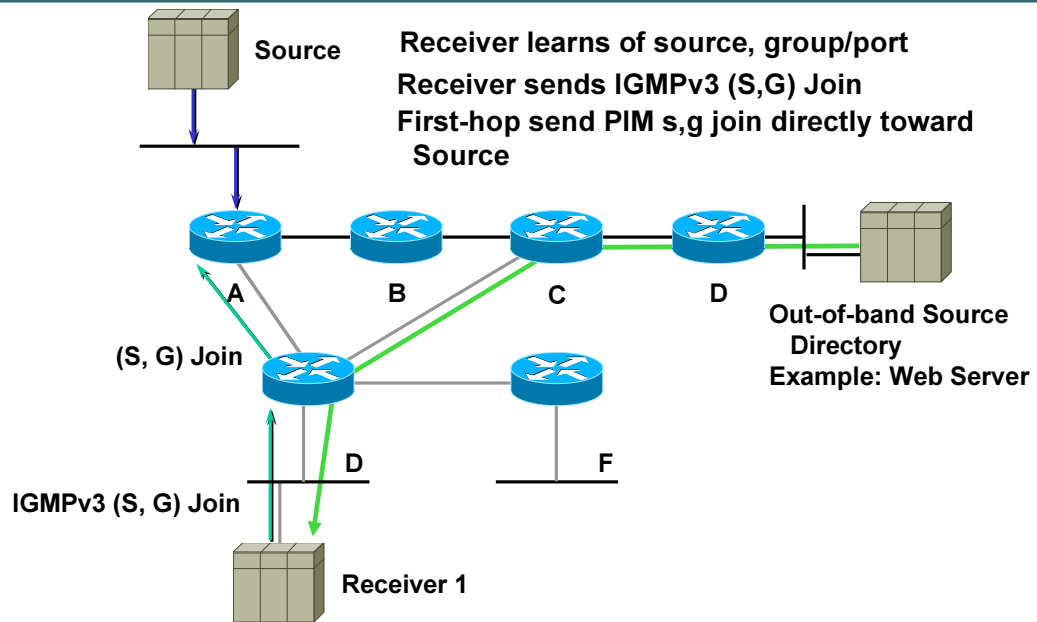 Source
Receiver learns of source, group/port
Receiver sends IGMPv3 (S,G) Join
First-hop send PIM s,g join directly toward
Source
A
B
C
D
Out-of-band Source
Directory
Example: Web Server
(S, G) Join
D
F
IGMPv3 (S, G) Join
Receiver 1